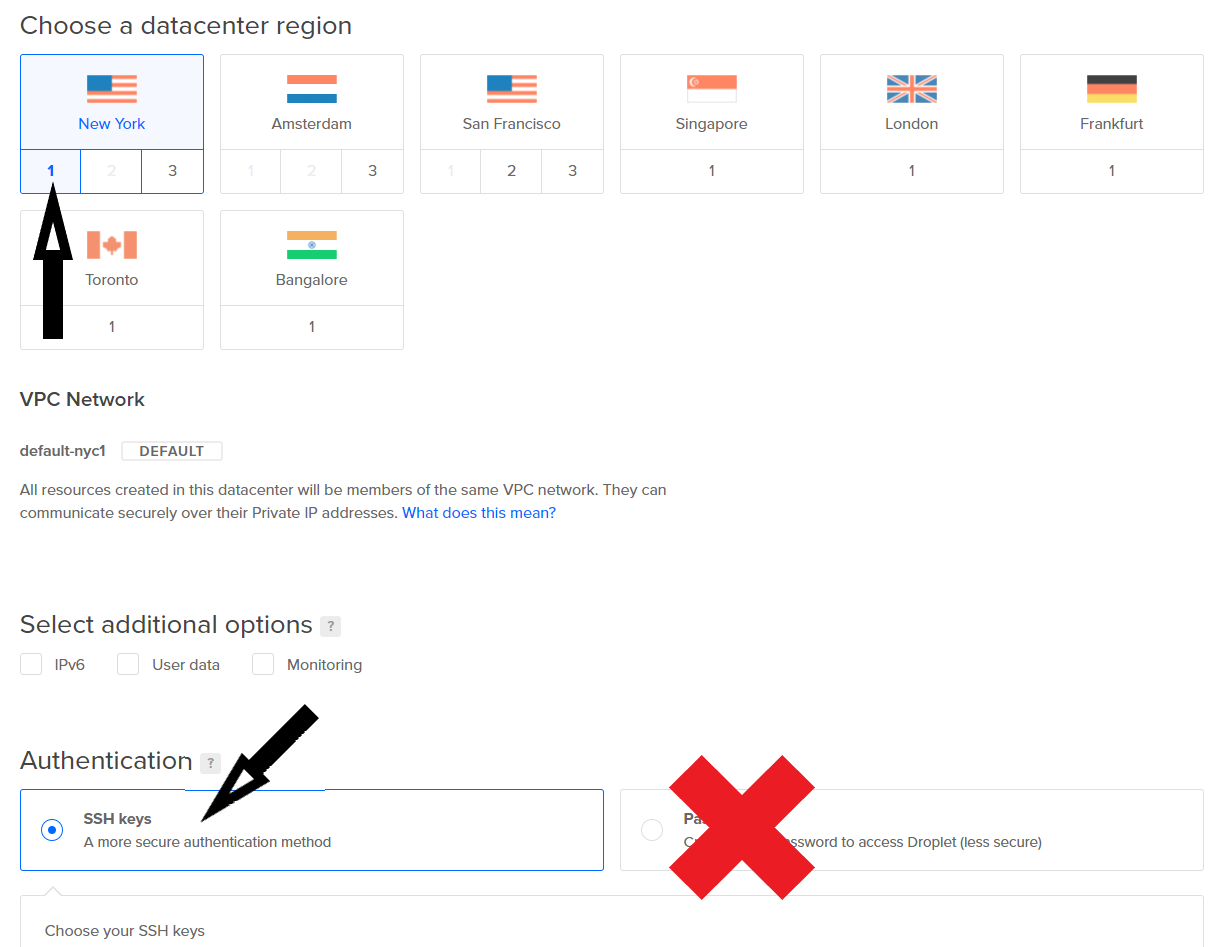 Choose a datacenter region
New York
Amsterdam
San Francisco
Singapore
London
Frankfurt
1 2 3
1 2 3
1 2 3
1
1
1
Toronto
Bangalore
1
1
VPC Network
default-nyc1 DEFAULT
All resources created in this datacenter will be members of the same VPC network. They can
communicate securely over their Private IP addresses. What does this mean?
Select additional options ?
IPv6 User data Monitoring
Authentication ?
SSH keys
A more secure authentication method
to access Droplet (less secure)
Choose your SSH keys